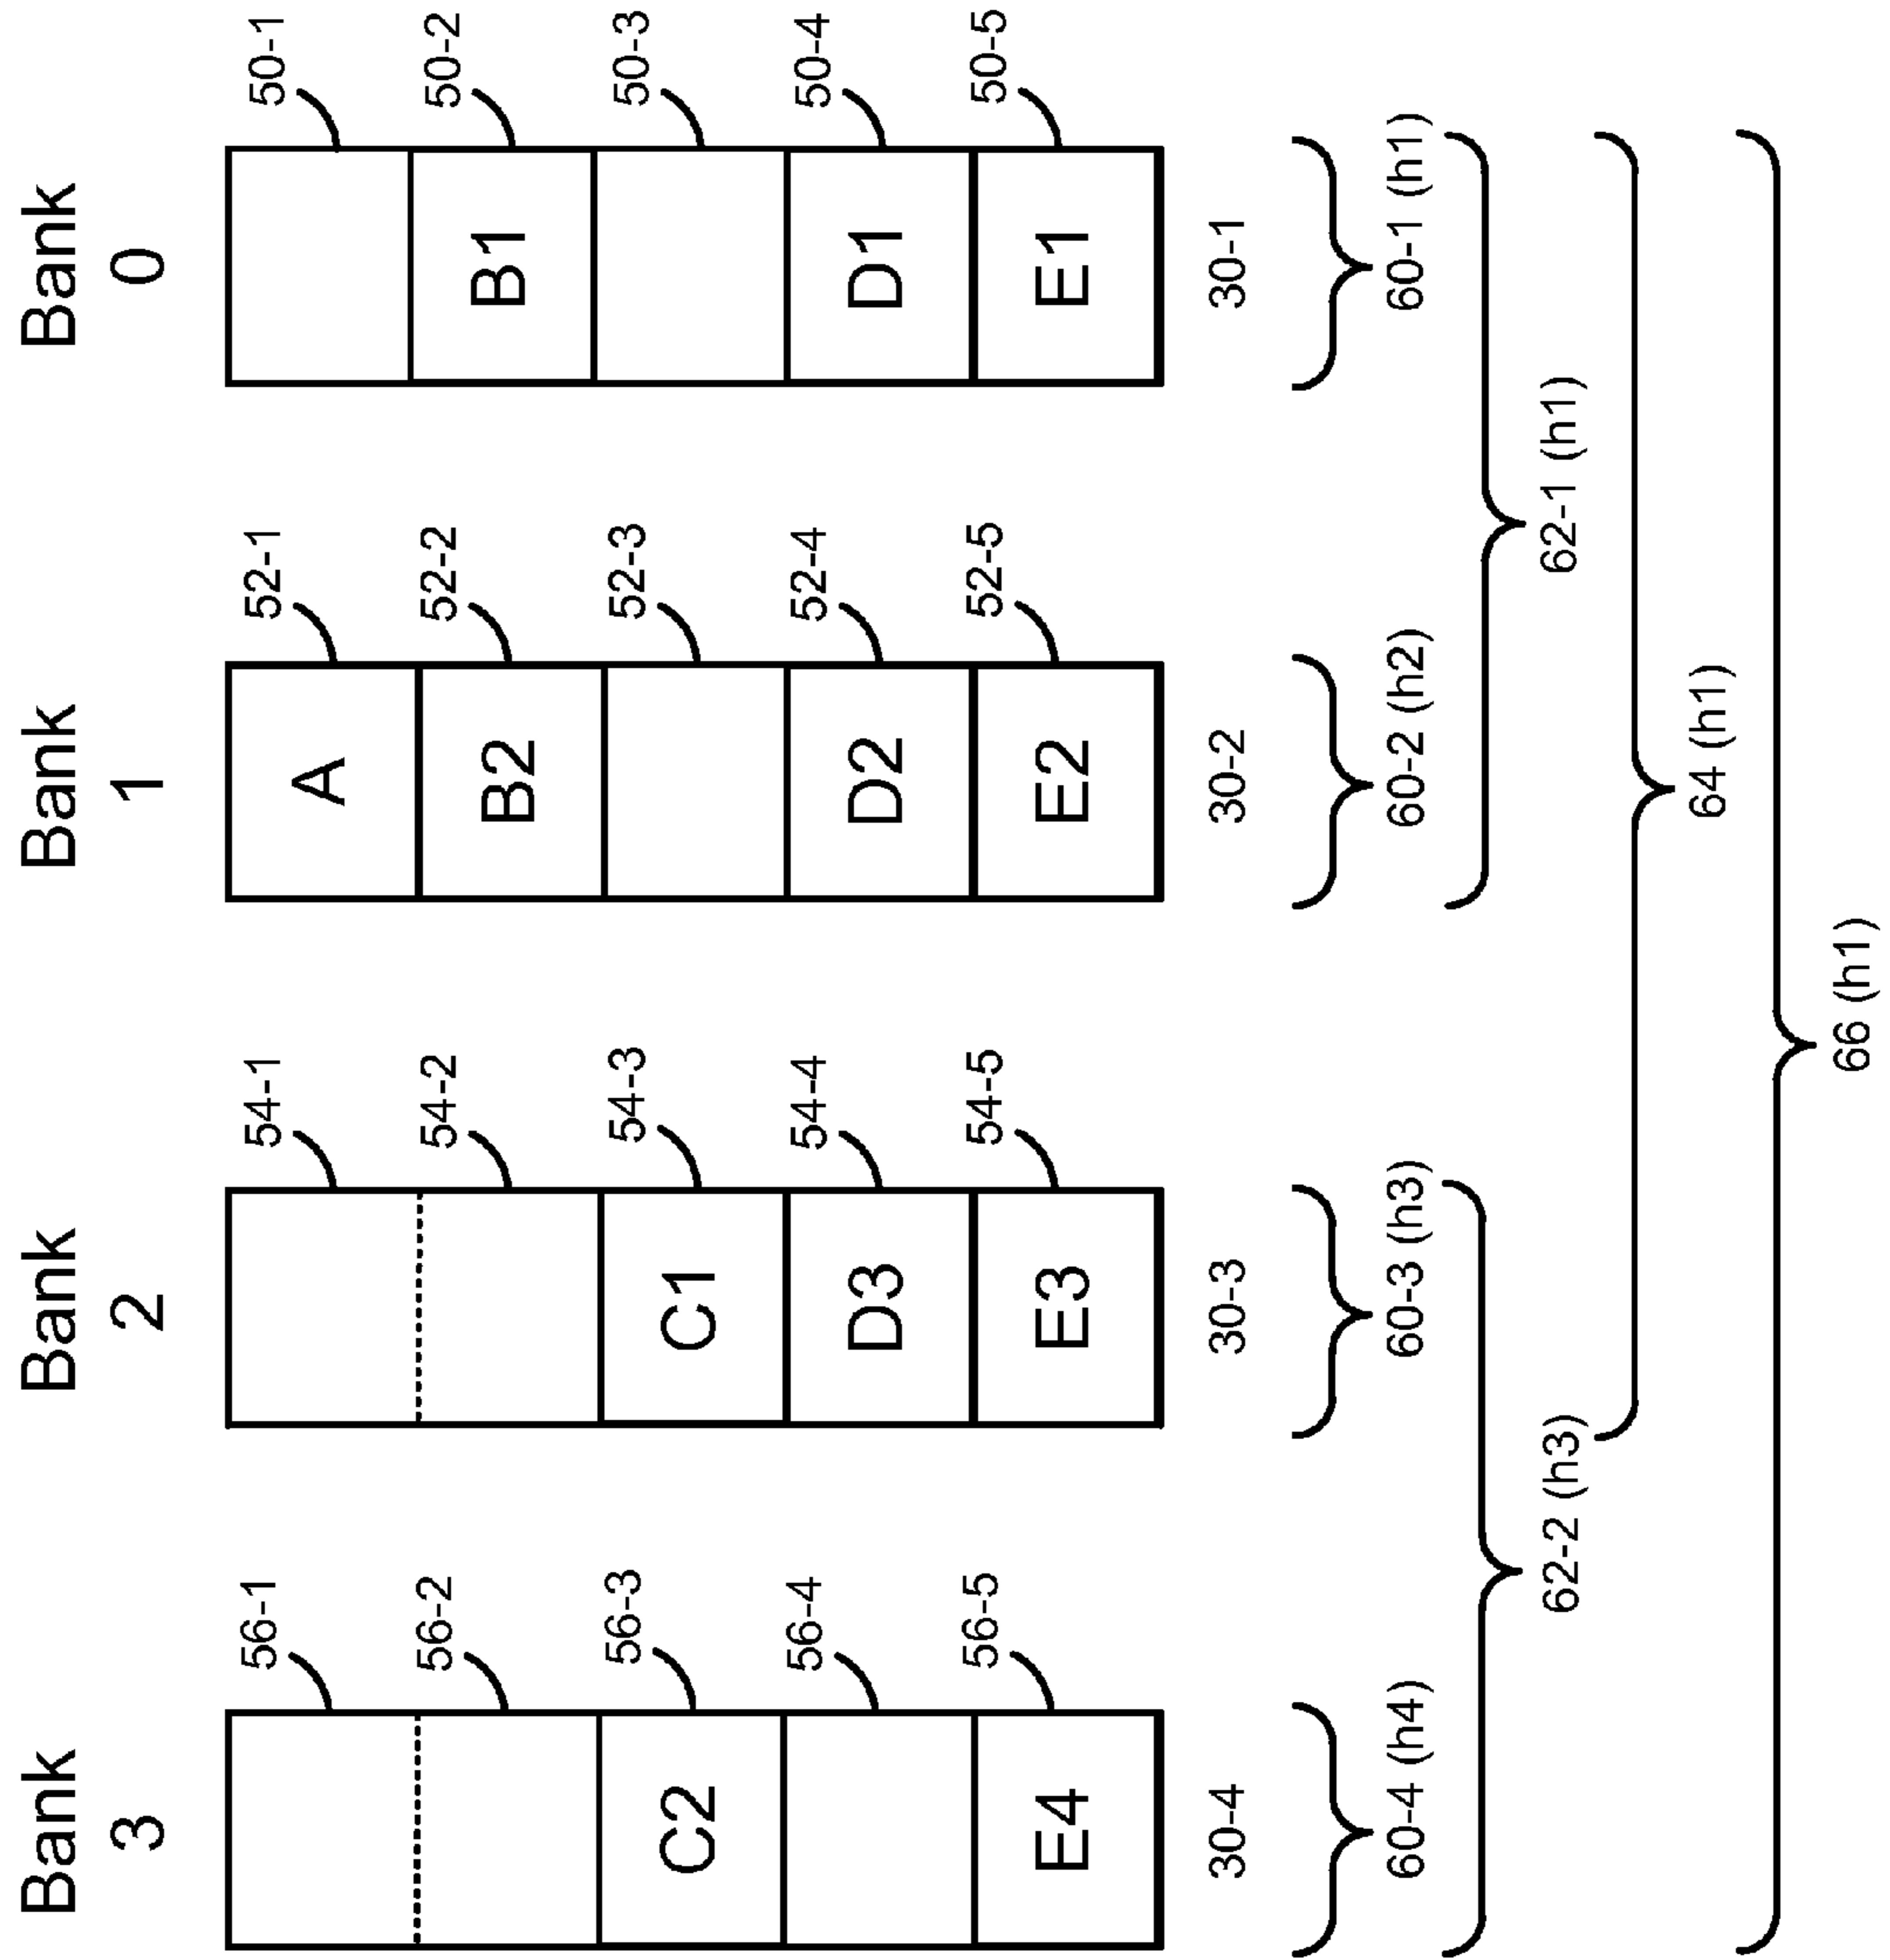 Bank 3
Bank 2
Bank 1
Bank 0
56-1
54-1
52-1
50-1
A
56-2
54-2
52-2
50-2
B2
B1
56-3
54-3
52-3
50-3
C2
C1
56-4
54-4
52-4
50-4
D3
D2
D1
56-5
54-5
52-5
50-5
E4
E3
E2
E1
30-4
30-3
30-2
30-1
60-4 (h4)
60-3 (h3)
60-2 (h2)
60-1 (h1)
62-2 (h3)
62-1 (h1)
64 (h1)
66 (h1)